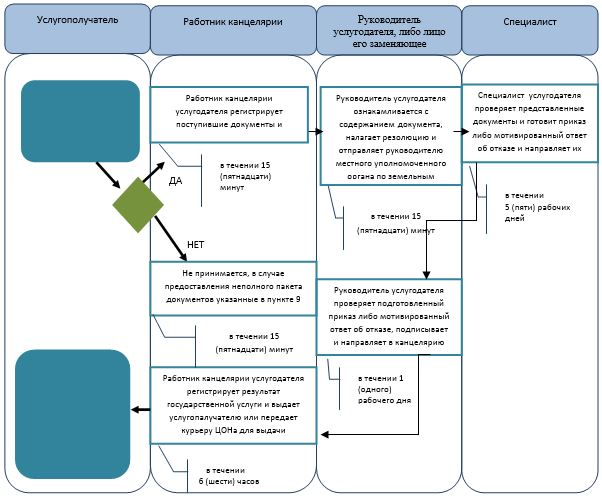 Услугополучатель
Работник канцелярии
Руководитель
услугодателя, либо лицо
его заменяющее
Специалист
Работник канцелярии
услугодателя регистрирует
поступившие документы и
Руководитель услугодателя
ознакамливается с
содержанием документа,
налагает резолюцию и
отправляет руководителю
местного уполномоченного
органа по земельным
Специалист услугодателя
проверяет представленные
документы и готовит приказ
либо мотивированный ответ
об отказе и направляет их
ДА
в течении 15
(пятнадцати)
минут
в течении 15
(пятнадцати) минут
в течении
5 (пяти) рабочих
дней
НЕТ
Не принимается, в случае
предоставления неполного пакета
документов указанные в пункте 9
Руководитель услугодателя
проверяет подготовленный
приказ либо мотивированный
ответ об отказе, подписывает
и направляет в канцелярию
в течении 15
(пятнадцати) минут
Работник канцелярии услугодателя
регистрирует результат
государственной услуги и выдает
услугопалучателю или передает
курьеру ЦОНа для выдачи
в течении 1
(одного)
рабочего дня
в течении
6 (шести) часов